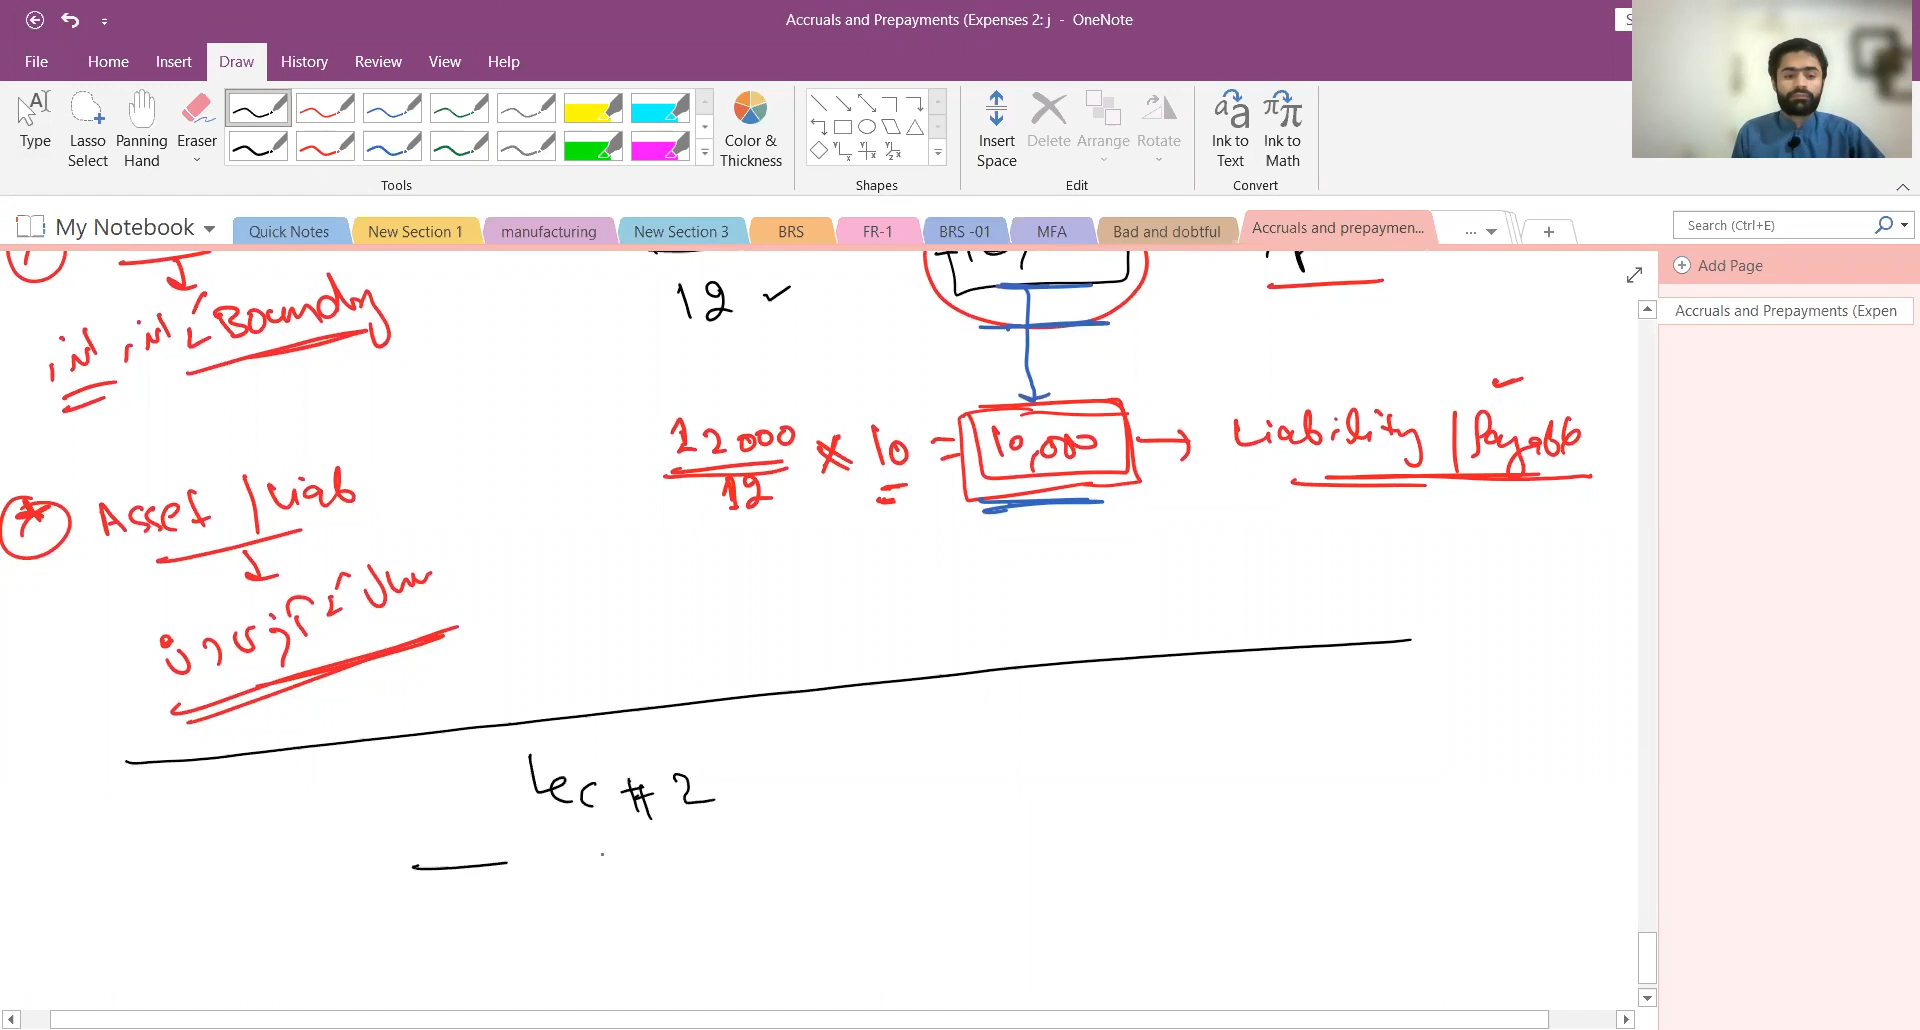 Accruals and Prepayments (Expenses 2: j - OneNote
File Home Insert Draw History Review View Help
Type Lasso Select Panning Hand Eraser Color & Thickness Insert Space Delete Arrange Rotate Ink to Text Ink to Math
Tools Shapes Edit Convert
My Notebook Quick Notes New Section 1 manufacturing New Section 3 BRS FR-1 BRS -01 MFA Bad and doubtful Accruals and prepaymen... ... Search (Ctrl+E)
Add Page
Accruals and Prepayments (Expen
12
Boundry
12000 × 10 = 10,000 → Liability | Payable
12
Asset / Liab
Lec # 2